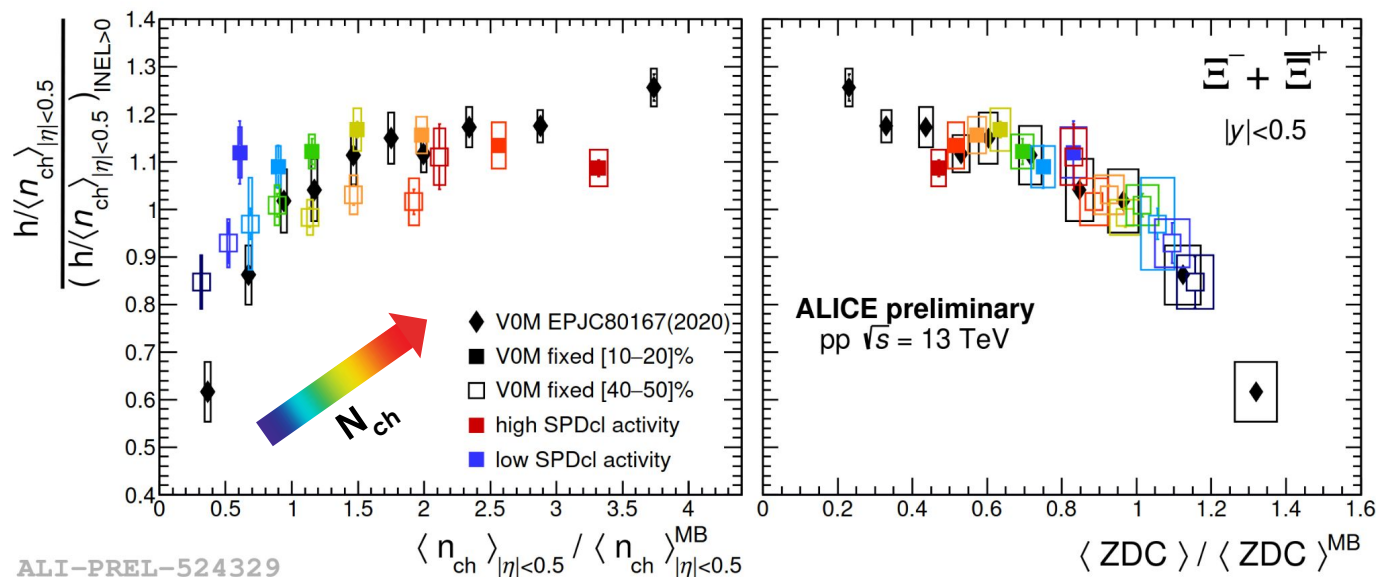 h/⟨n_ch⟩_|η|<0.5
( h/⟨n_ch⟩_|η|<0.5 )_INEL>0
1.4
1.3
1.2
1.1
1
0.9
0.8
0.7
0.6
0.5
0.4
0 0.5 1 1.5 2 2.5 3 3.5 4
⟨ n_ch ⟩_|η|<0.5 / ⟨ n_ch ⟩^MB_|η|<0.5
N_ch
V0M EPJC80167(2020)
V0M fixed [10–20]%
V0M fixed [40–50]%
high SPDcl activity
low SPDcl activity
Ξ⁻ + Ξ̅⁺
|y|<0.5
ALICE preliminary
pp √s = 13 TeV
0 0.2 0.4 0.6 0.8 1 1.2 1.4 1.6
⟨ ZDC ⟩ / ⟨ ZDC ⟩^MB
ALI-PREL-524329